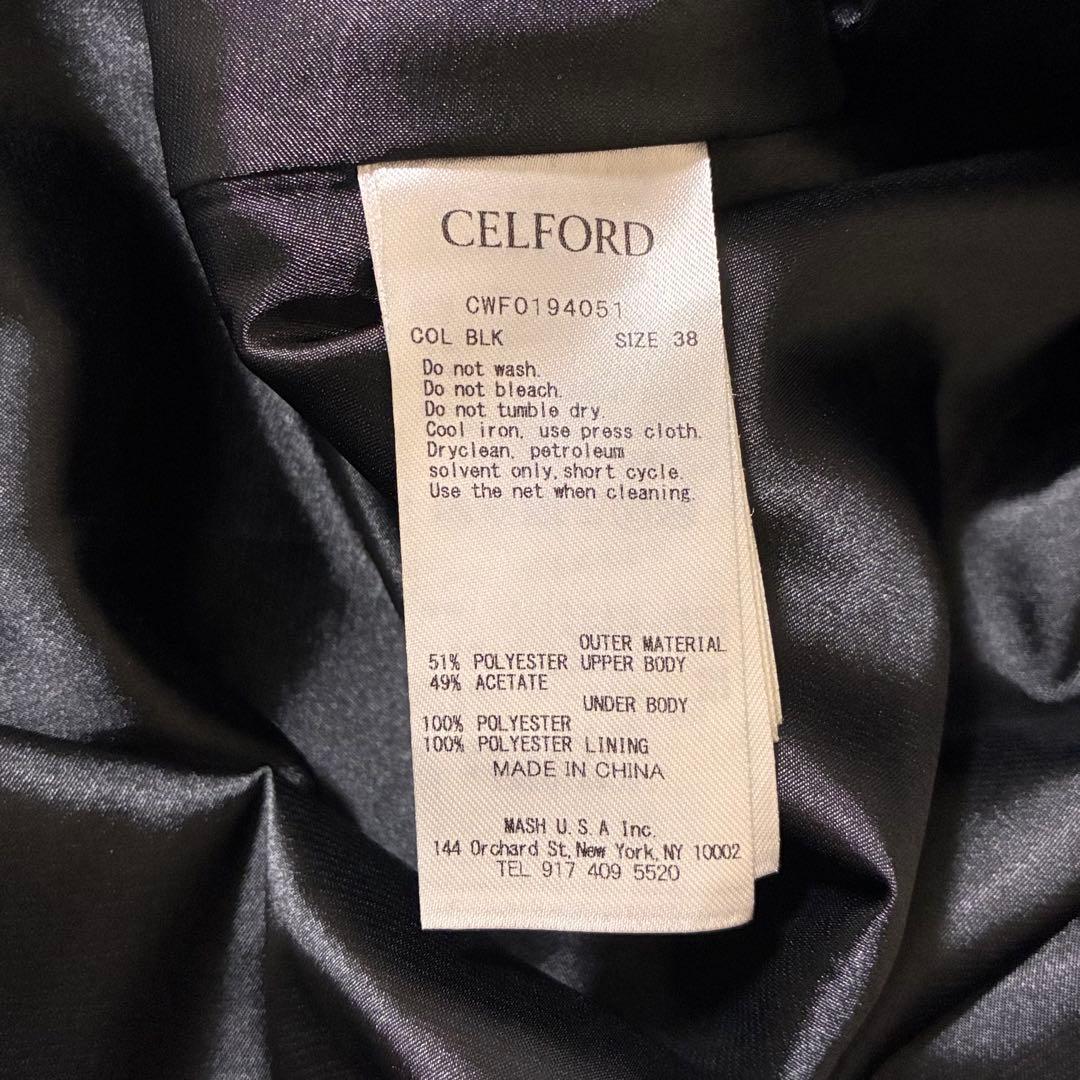 CELFORD
CWFO194051
COL BLK SIZE 38
Do not wash.
Do not bleach.
Do not tumble dry.
Cool iron, use press cloth.
Dryclean, petroleum
solvent only,short cycle.
Use the net when cleaning.
OUTER MATERIAL
51% POLYESTER UPPER BODY
49% ACETATE
UNDER BODY
100% POLYESTER
100% POLYESTER LINING
MADE IN CHINA
MASH U.S.A Inc.
144 Orchard St, New York, NY 10002
TEL 917 409 5520